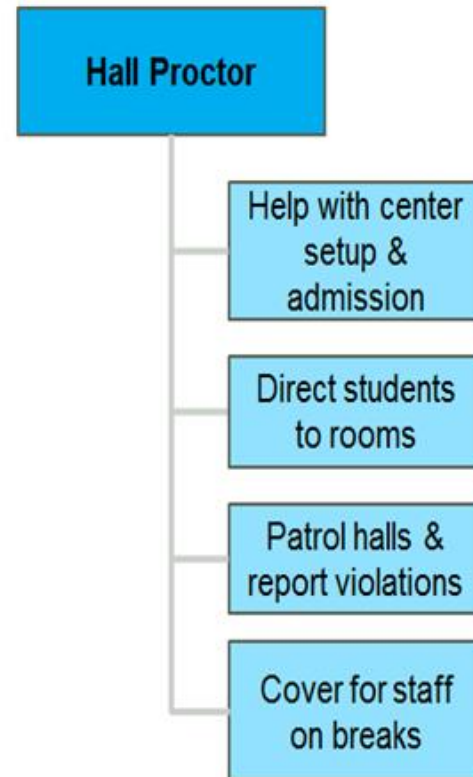 Hall Proctor
Help with center
setup &
admission
Direct students
to rooms
Patrol halls &
report violations
Cover for staff
on breaks